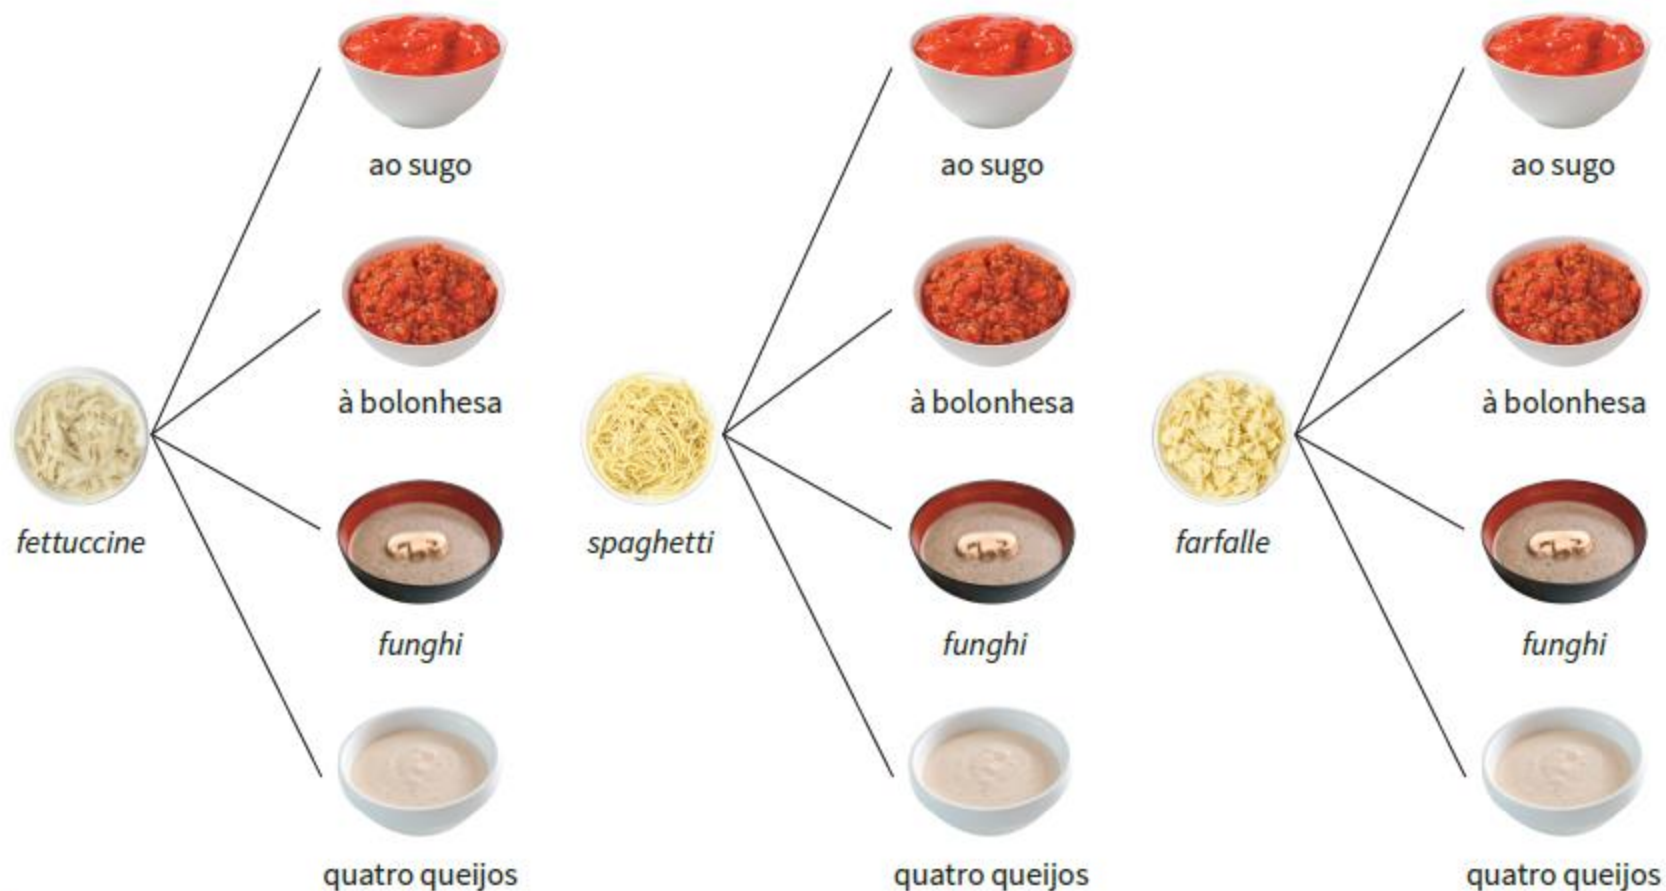 ao sugo
à bolonhesa
fettuccine
funghi
quatro queijos
ao sugo
à bolonhesa
spaghetti
funghi
quatro queijos
ao sugo
à bolonhesa
farfalle
funghi
quatro queijos